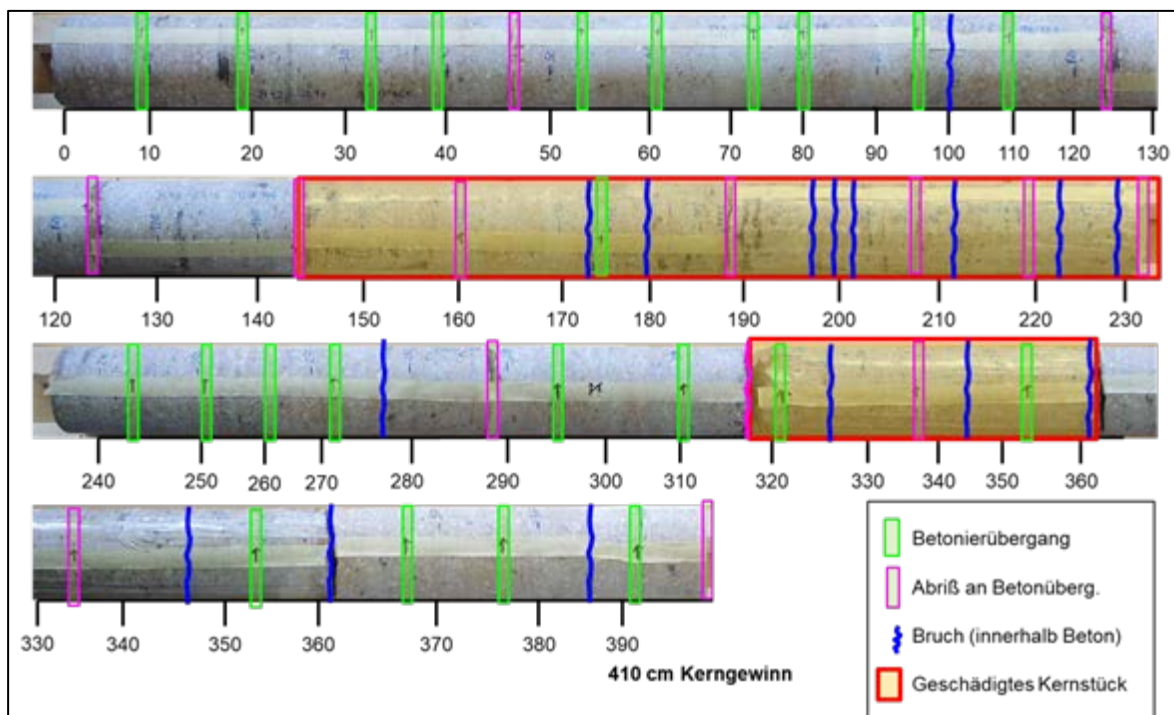 0 10 20 30 40 50 60 70 80 90 100 110 120 130
120 130 140 150 160 170 180 190 200 210 220 230
240 250 260 270 280 290 300 313 320 330 340 350 360
330 340 350 360 370 380 390
410 cm Kerngewinn
Betonierübergang
Abriß an Betonüberg.
Bruch (innerhalb Beton)
Geschädigtes Kernstück